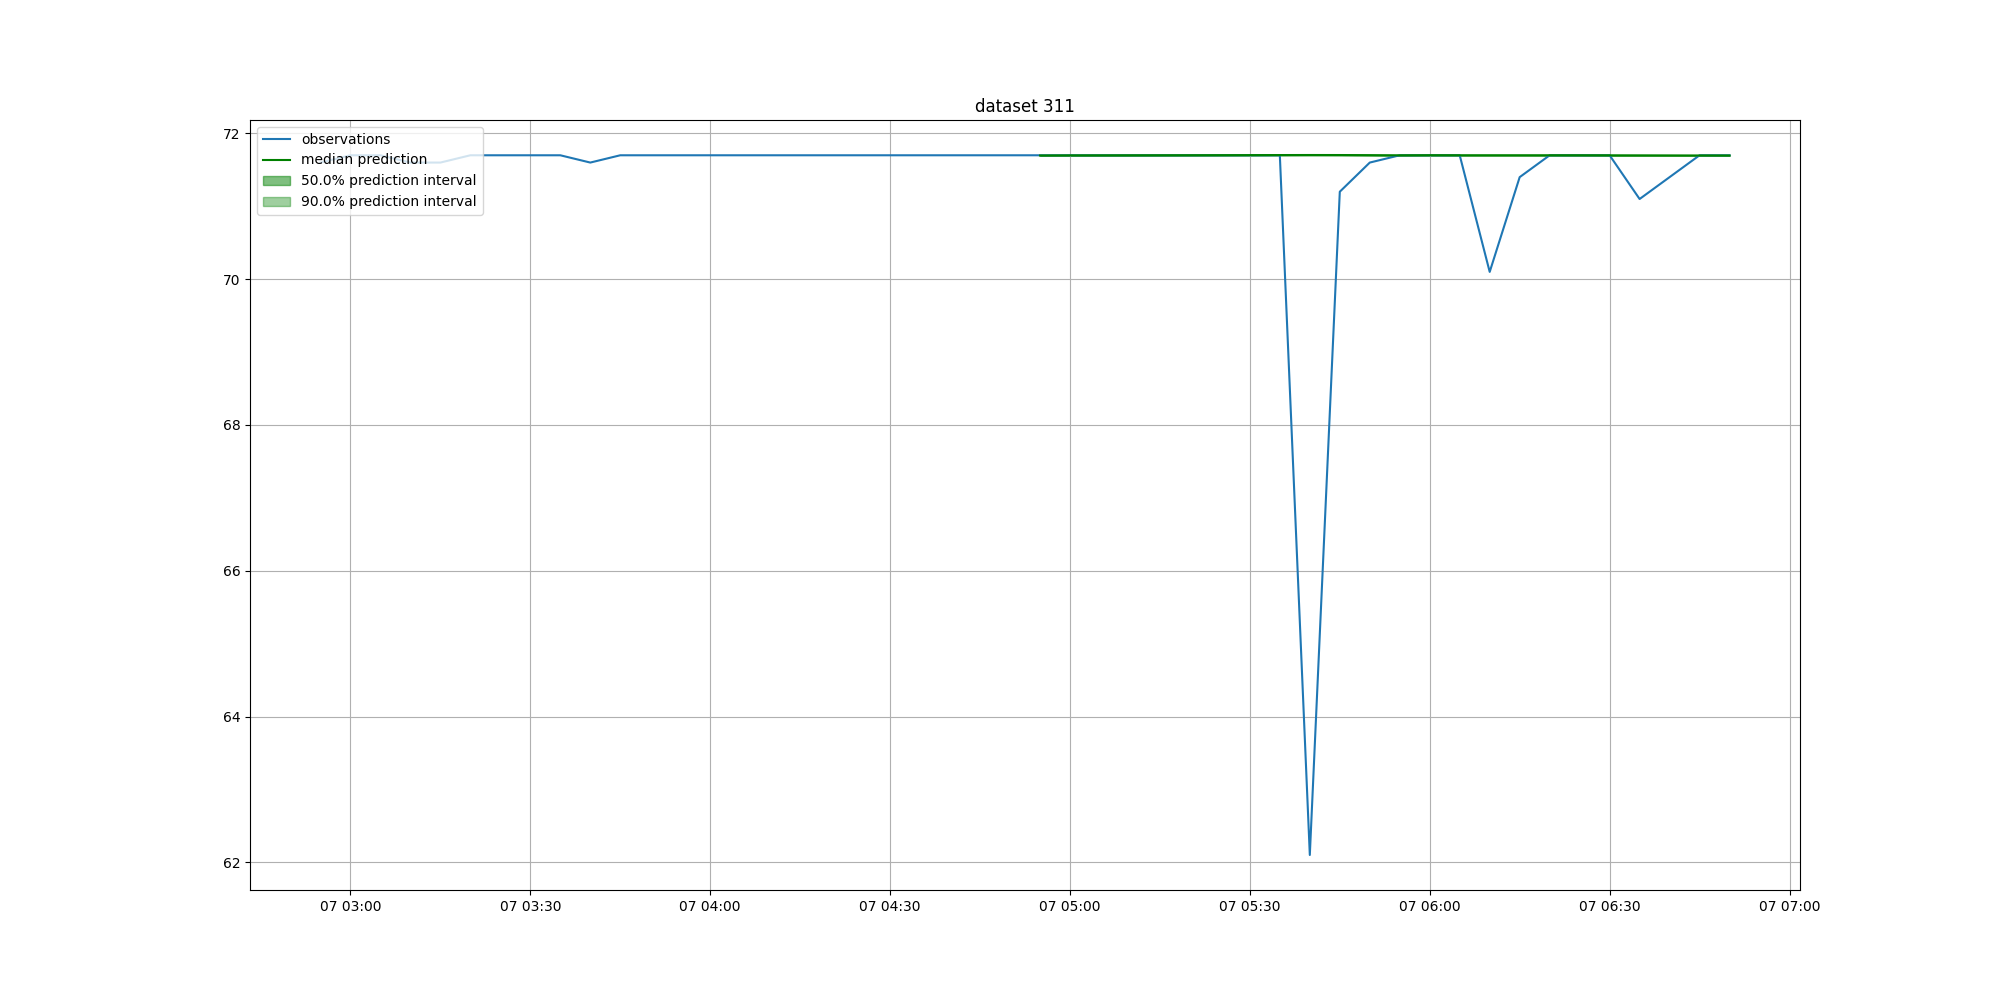 dataset 311
72
observations
median prediction
50.0% prediction interval
90.0% prediction interval
70
68
66
64
62
07 03:00 07 03:30 07 04:00 07 04:30 07 05:00 07 05:30 07 06:00 07 06:30 07 07:00